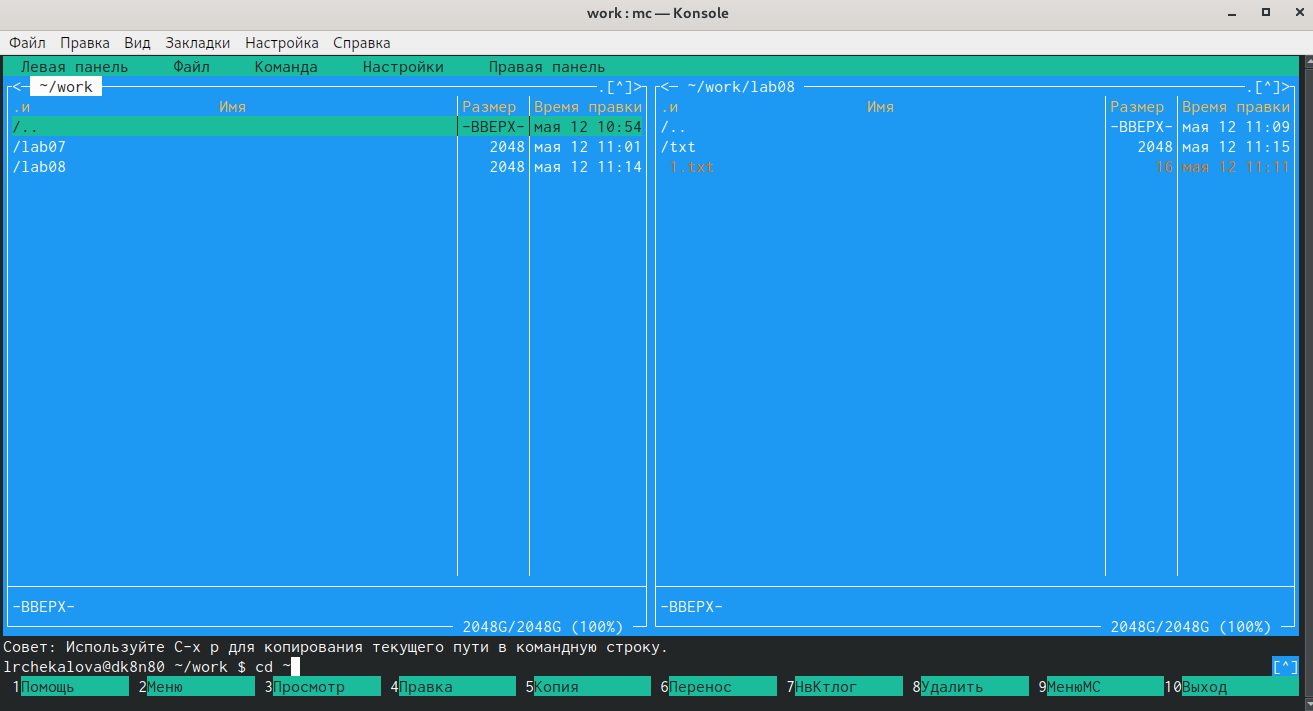 work : mc — Konsole
Файл Правка Вид Закладки Настройка Справка
Левая панель Файл Команда Настройки Правая панель
<— ~/work .[^]> <— ~/work/lab08 .[^]>
.и Имя Размер Время правки .и Имя Размер Время правки
/.. -ВВЕРХ- мая 12 10:54 /.. -ВВЕРХ- мая 12 11:09
/lab07 2048 мая 12 11:01 /txt 2048 мая 12 11:15
/lab08 2048 мая 12 11:14 1.txt 16 мая 12 11:11
-ВВЕРХ- -ВВЕРХ-
2048G/2048G (100%) 2048G/2048G (100%)
Совет: Используйте C-x p для копирования текущего пути в командную строку.
lrchekalova@dk8n80 ~/work $ cd ~ [^]
1Помощь 2Меню 3Просмотр 4Правка 5Копия 6Перенос 7НвКтлог 8Удалить 9МенюMC 10Выход